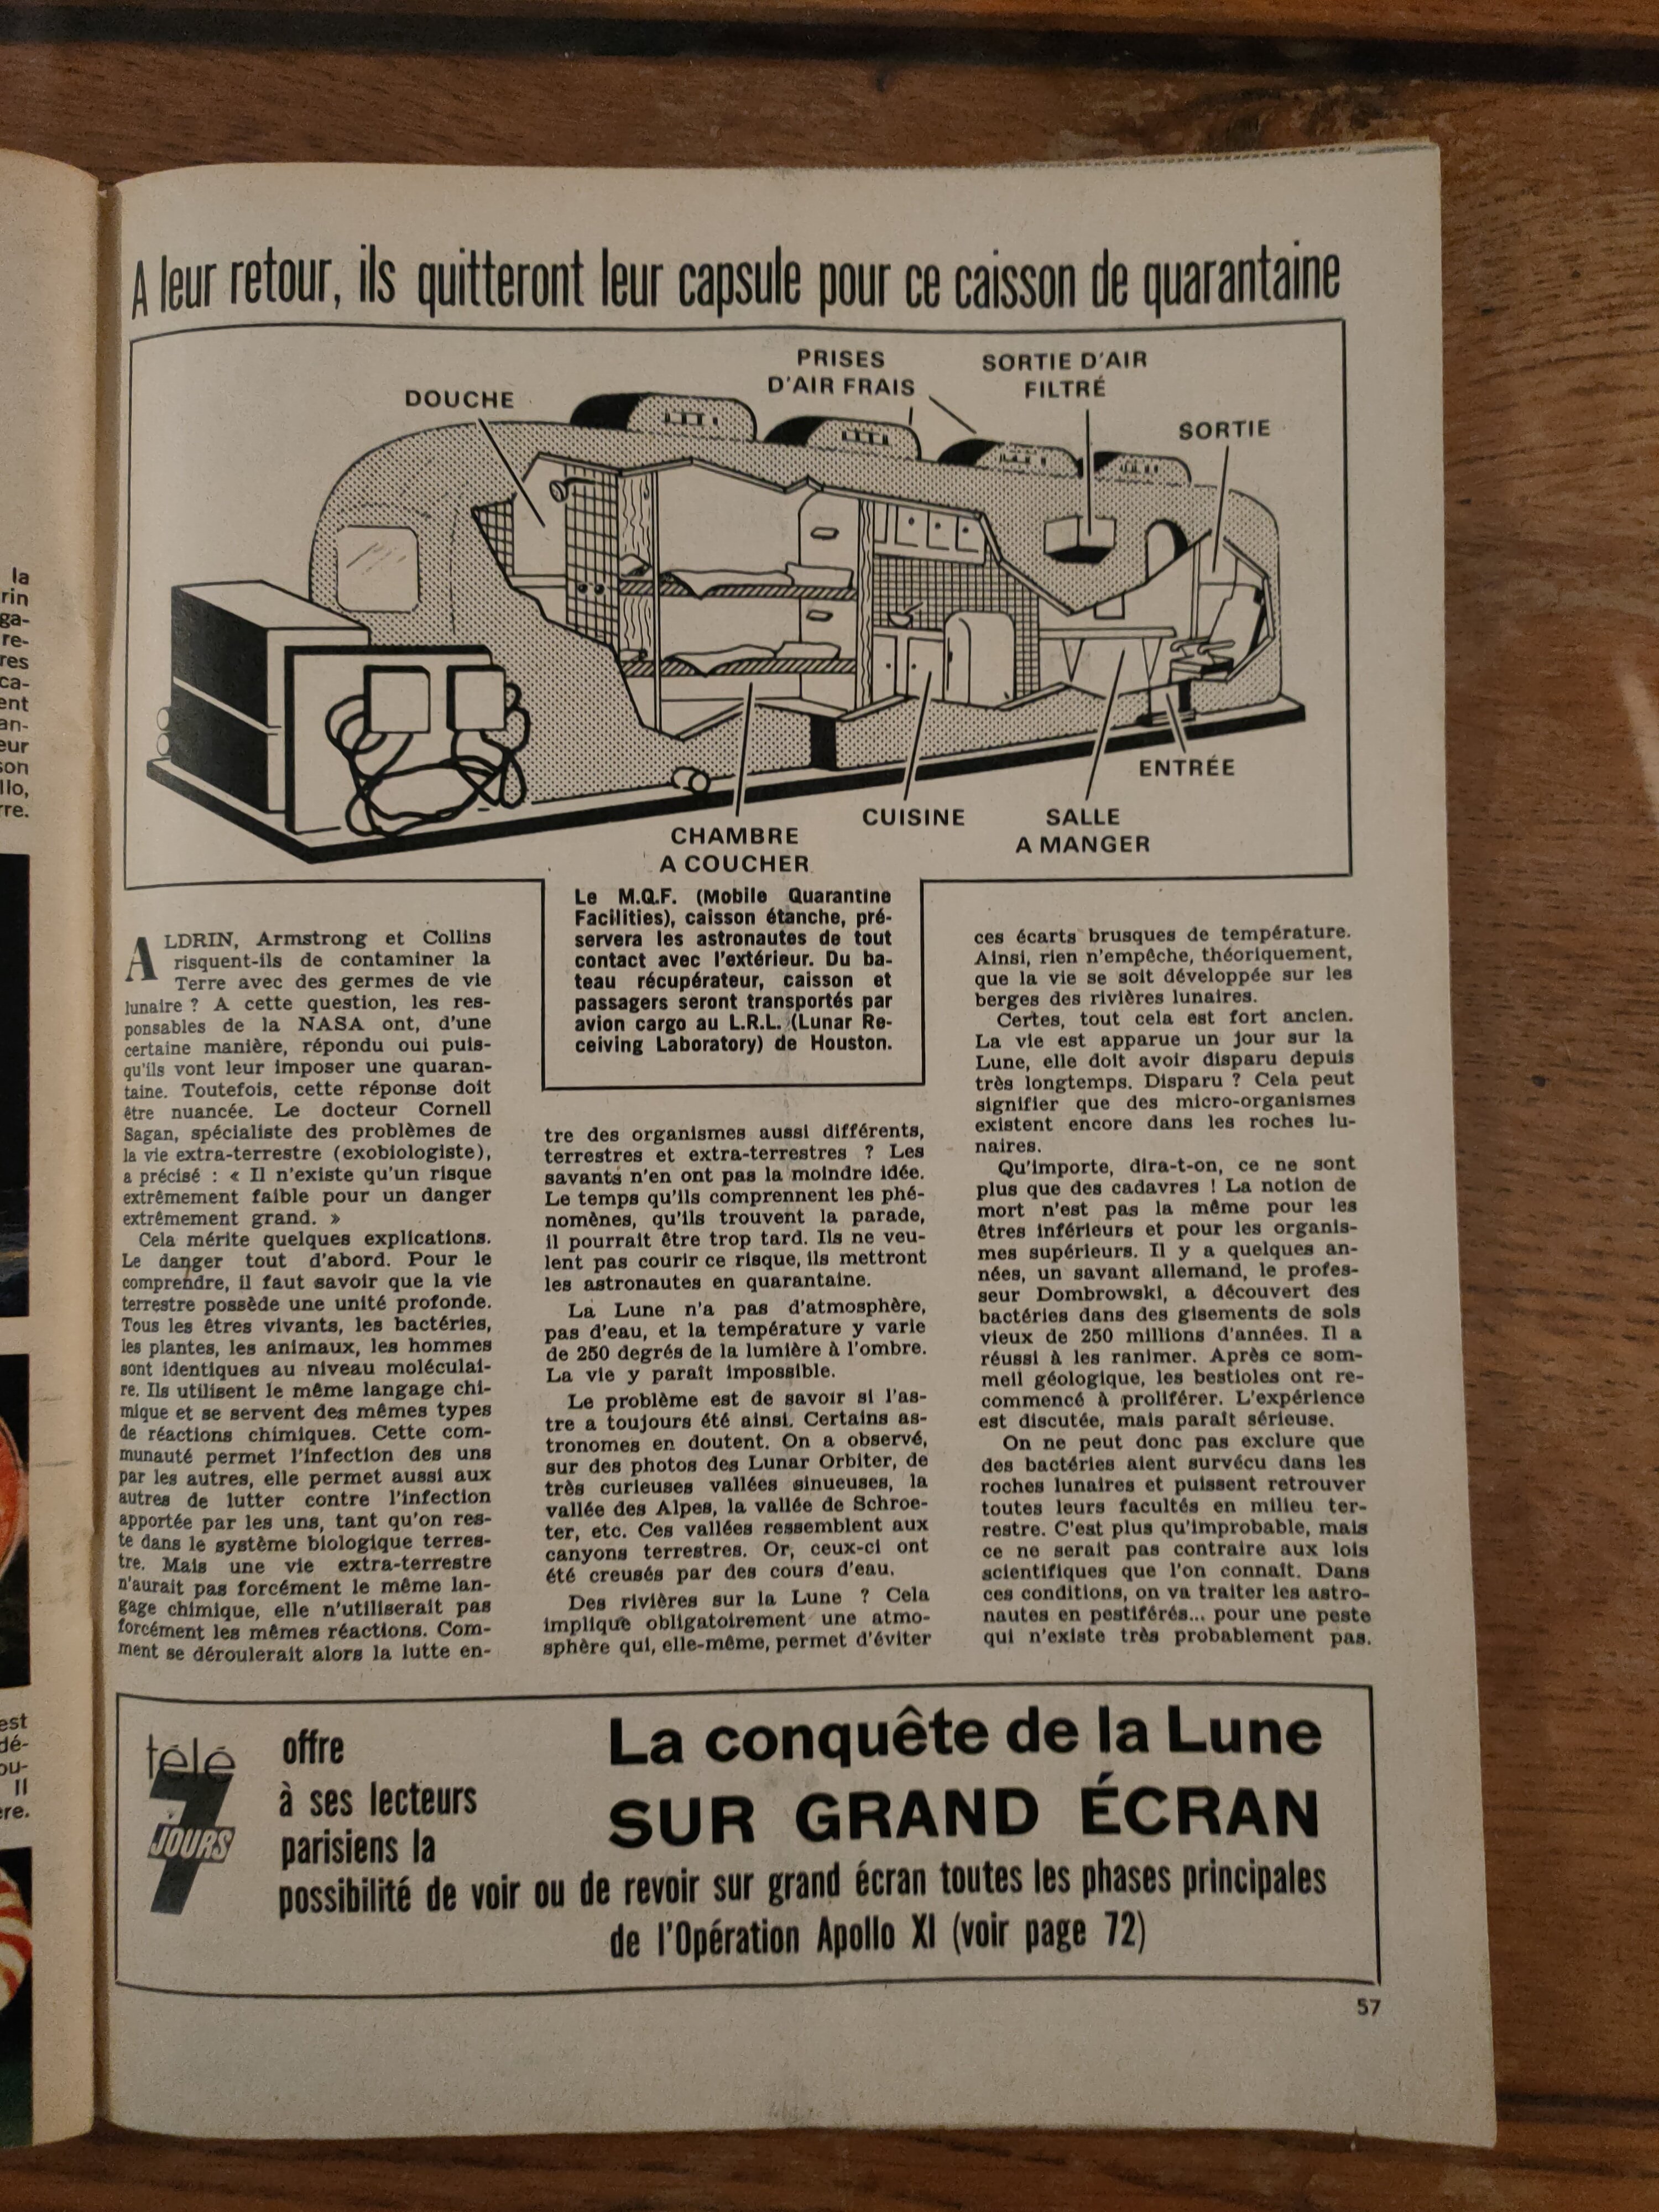 la
rin
ga-
re-
res
ca-
ent
an-
eur
son
llo,
rre.
est
dé-
ou-
Il
ère.
A leur retour, ils quitteront leur capsule pour ce caisson de quarantaine
DOUCHE
PRISES
D'AIR FRAIS
SORTIE D'AIR
FILTRÉ
SORTIE
ENTRÉE
SALLE
A MANGER
CUISINE
CHAMBRE
A COUCHER
Le M.Q.F. (Mobile Quarantine
Facilities), caisson étanche, pré-
servera les astronautes de tout
contact avec l'extérieur. Du ba-
teau récupérateur, caisson et
passagers seront transportés par
avion cargo au L.R.L. (Lunar Re-
ceiving Laboratory) de Houston.
ALDRIN, Armstrong et Collins
risquent-ils de contaminer la
Terre avec des germes de vie
lunaire ? A cette question, les res-
ponsables de la NASA ont, d'une
certaine manière, répondu oui puis-
qu'ils vont leur imposer une quaran-
taine. Toutefois, cette réponse doit
être nuancée. Le docteur Cornell
Sagan, spécialiste des problèmes de
la vie extra-terrestre (exobiologiste),
a précisé : « Il n'existe qu'un risque
extrêmement faible pour un danger
extrêmement grand. »
Cela mérite quelques explications.
Le danger tout d'abord. Pour le
comprendre, il faut savoir que la vie
terrestre possède une unité profonde.
Tous les êtres vivants, les bactéries,
les plantes, les animaux, les hommes
sont identiques au niveau moléculai-
re. Ils utilisent le même langage chi-
mique et se servent des mêmes types
de réactions chimiques. Cette com-
munauté permet l'infection des uns
par les autres, elle permet aussi aux
autres de lutter contre l'infection
apportée par les uns, tant qu'on res-
te dans le système biologique terres-
tre. Mais une vie extra-terrestre
n'aurait pas forcément le même lan-
gage chimique, elle n'utiliserait pas
forcément les mêmes réactions. Com-
ment se déroulerait alors la lutte en-
tre des organismes aussi différents,
terrestres et extra-terrestres ? Les
savants n'en ont pas la moindre idée.
Le temps qu'ils comprennent les phé-
nomènes, qu'ils trouvent la parade,
il pourrait être trop tard. Ils ne veu-
lent pas courir ce risque, ils mettront
les astronautes en quarantaine.
La Lune n'a pas d'atmosphère,
pas d'eau, et la température y varie
de 250 degrés de la lumière à l'ombre.
La vie y paraît impossible.
Le problème est de savoir si l'as-
tre a toujours été ainsi. Certains as-
tronomes en doutent. On a observé,
sur des photos des Lunar Orbiter, de
très curieuses vallées sinueuses, la
vallée des Alpes, la vallée de Schroe-
ter, etc. Ces vallées ressemblent aux
canyons terrestres. Or, ceux-ci ont
été creusés par des cours d'eau.
Des rivières sur la Lune ? Cela
implique obligatoirement une atmo-
sphère qui, elle-même, permet d'éviter
ces écarts brusques de température.
Ainsi, rien n'empêche, théoriquement,
que la vie se soit développée sur les
berges des rivières lunaires.
Certes, tout cela est fort ancien.
La vie est apparue un jour sur la
Lune, elle doit avoir disparu depuis
très longtemps. Disparu ? Cela peut
signifier que des micro-organismes
existent encore dans les roches lu-
naires.
Qu'importe, dira-t-on, ce ne sont
plus que des cadavres ! La notion de
mort n'est pas la même pour les
êtres inférieurs et pour les organis-
mes supérieurs. Il y a quelques an-
nées, un savant allemand, le profes-
seur Dombrowski, a découvert des
bactéries dans des gisements de sols
vieux de 250 millions d'années. Il a
réussi à les ranimer. Après ce som-
meil géologique, les bestioles ont re-
commencé à proliférer. L'expérience
est discutée, mais paraît sérieuse.
On ne peut donc pas exclure que
des bactéries aient survécu dans les
roches lunaires et puissent retrouver
toutes leurs facultés en milieu ter-
restre. C'est plus qu'improbable, mais
ce ne serait pas contraire aux lois
scientifiques que l'on connaît. Dans
ces conditions, on va traiter les astro-
nautes en pestiférés... pour une peste
qui n'existe très probablement pas.
télé
7
JOURS
offre
à ses lecteurs
parisiens la
La conquête de la Lune
SUR GRAND ÉCRAN
possibilité de voir ou de revoir sur grand écran toutes les phases principales
de l'Opération Apollo XI (voir page 72)
57